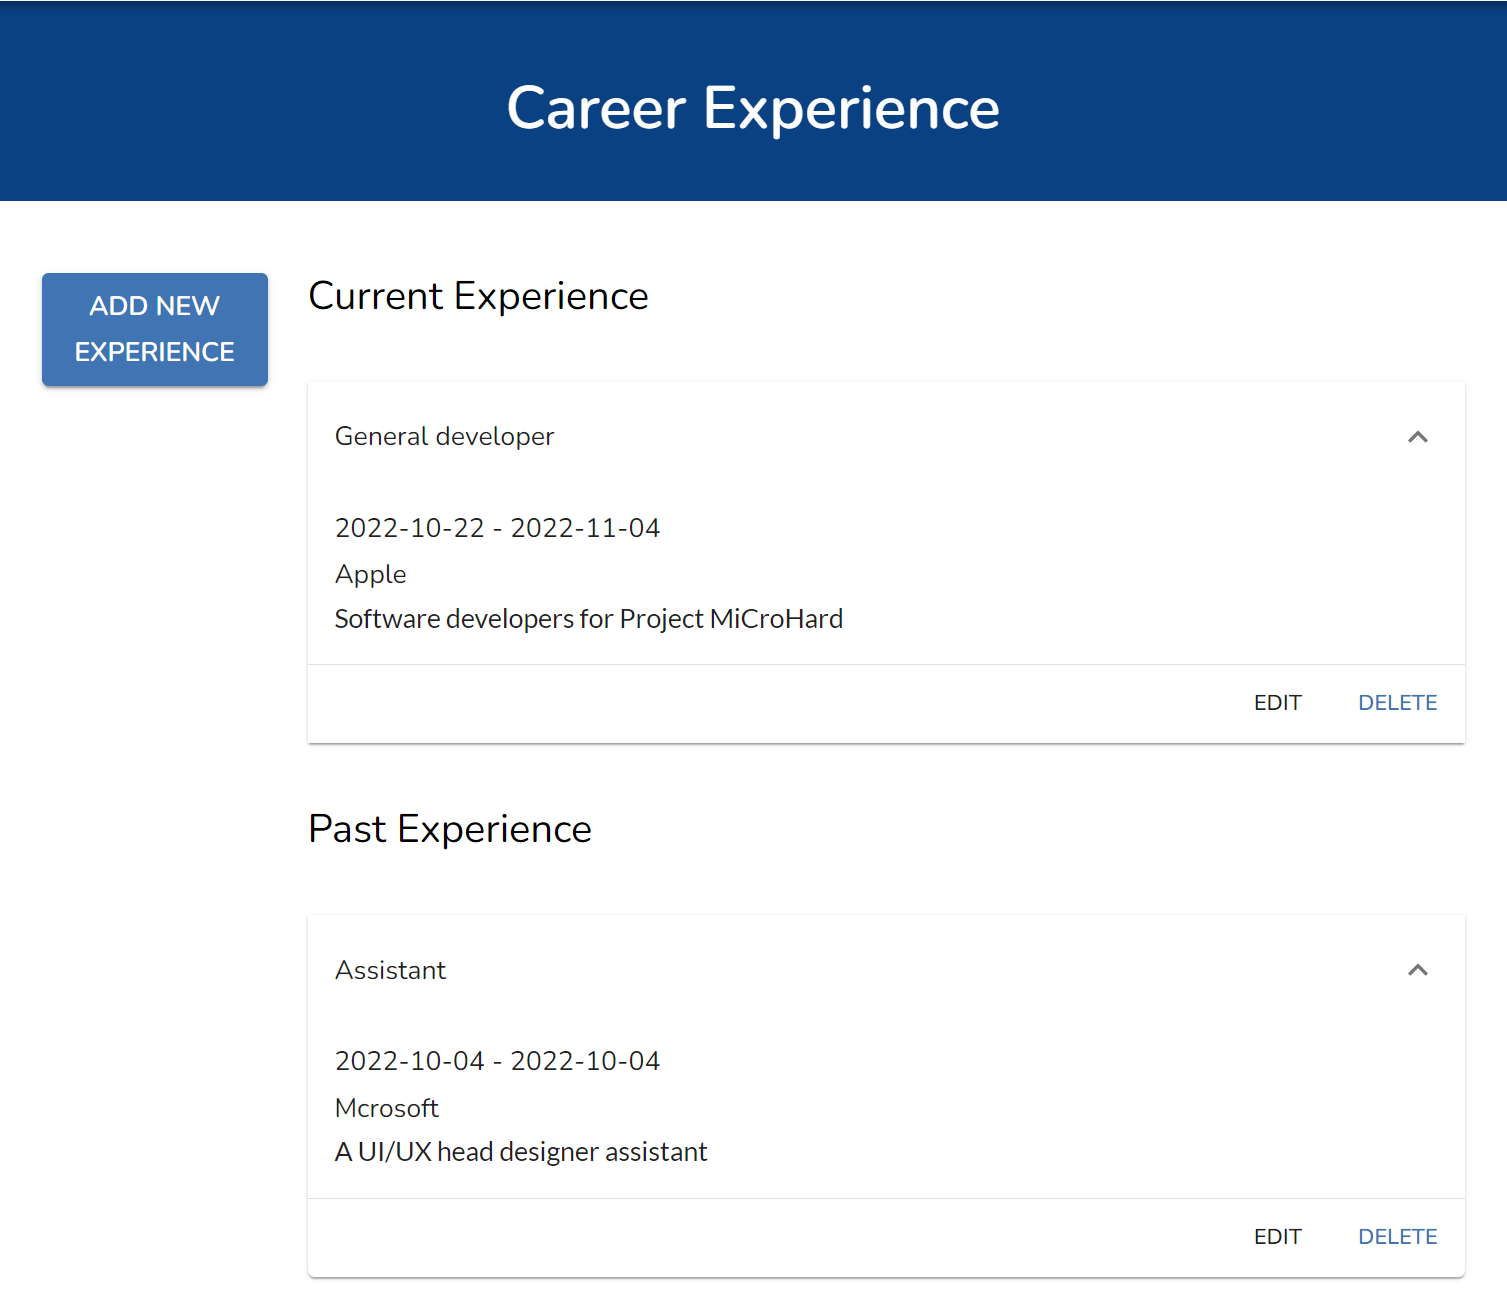 Career Experience
ADD NEW
EXPERIENCE
Current Experience
General developer
2022-10-22 - 2022-11-04
Apple
Software developers for Project MiCroHard
EDIT DELETE
Past Experience
Assistant
2022-10-04 - 2022-10-04
Mcrosoft
A UI/UX head designer assistant
EDIT DELETE